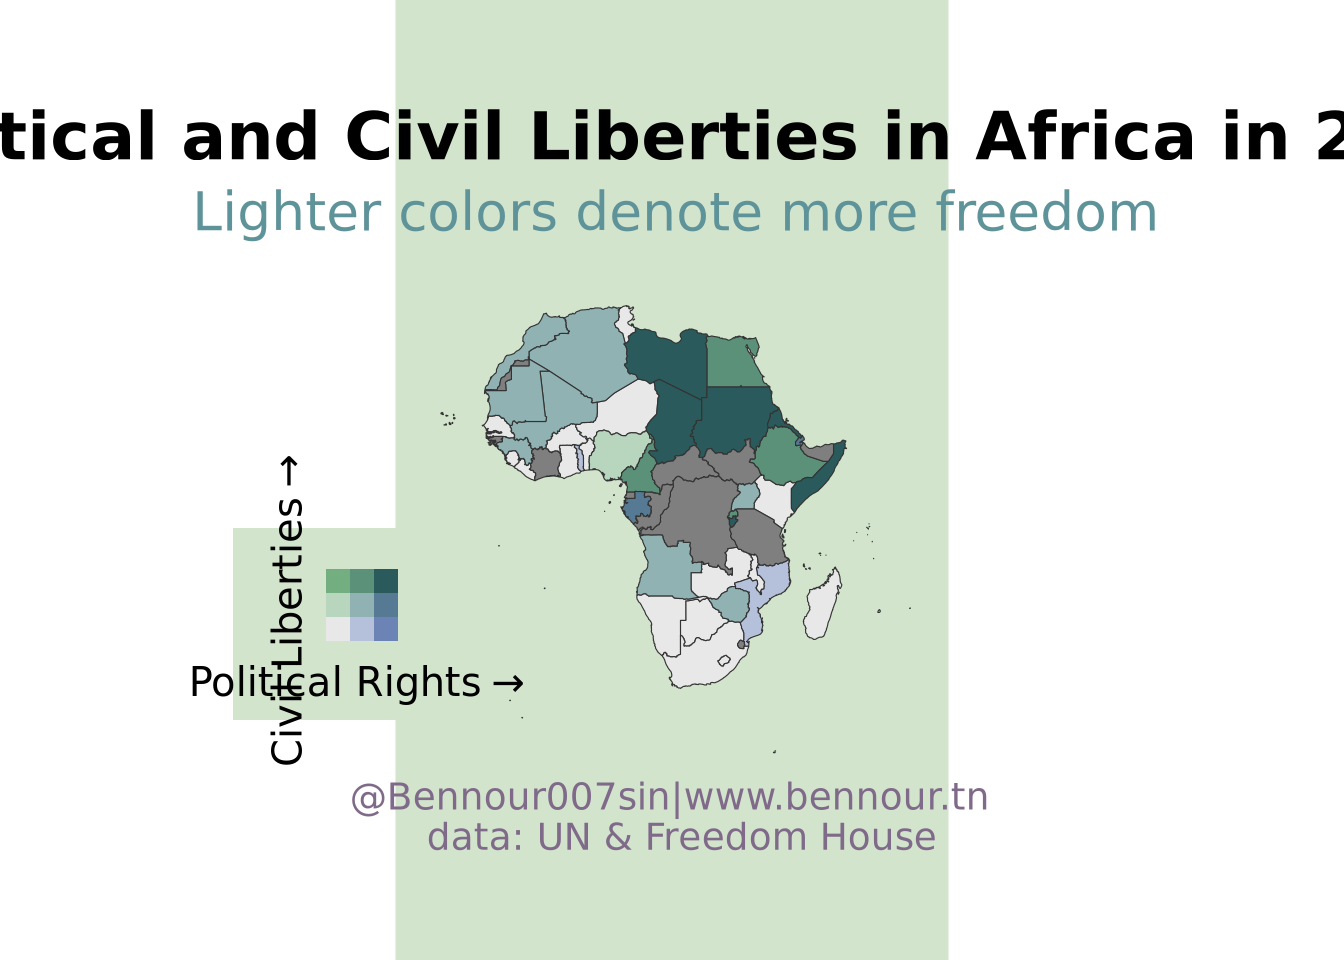 tical and Civil Liberties in Africa in 2
Lighter colors denote more freedom
Civil Liberties →
Political Rights →
@Bennour007sin|www.bennour.tn
data: UN & Freedom House